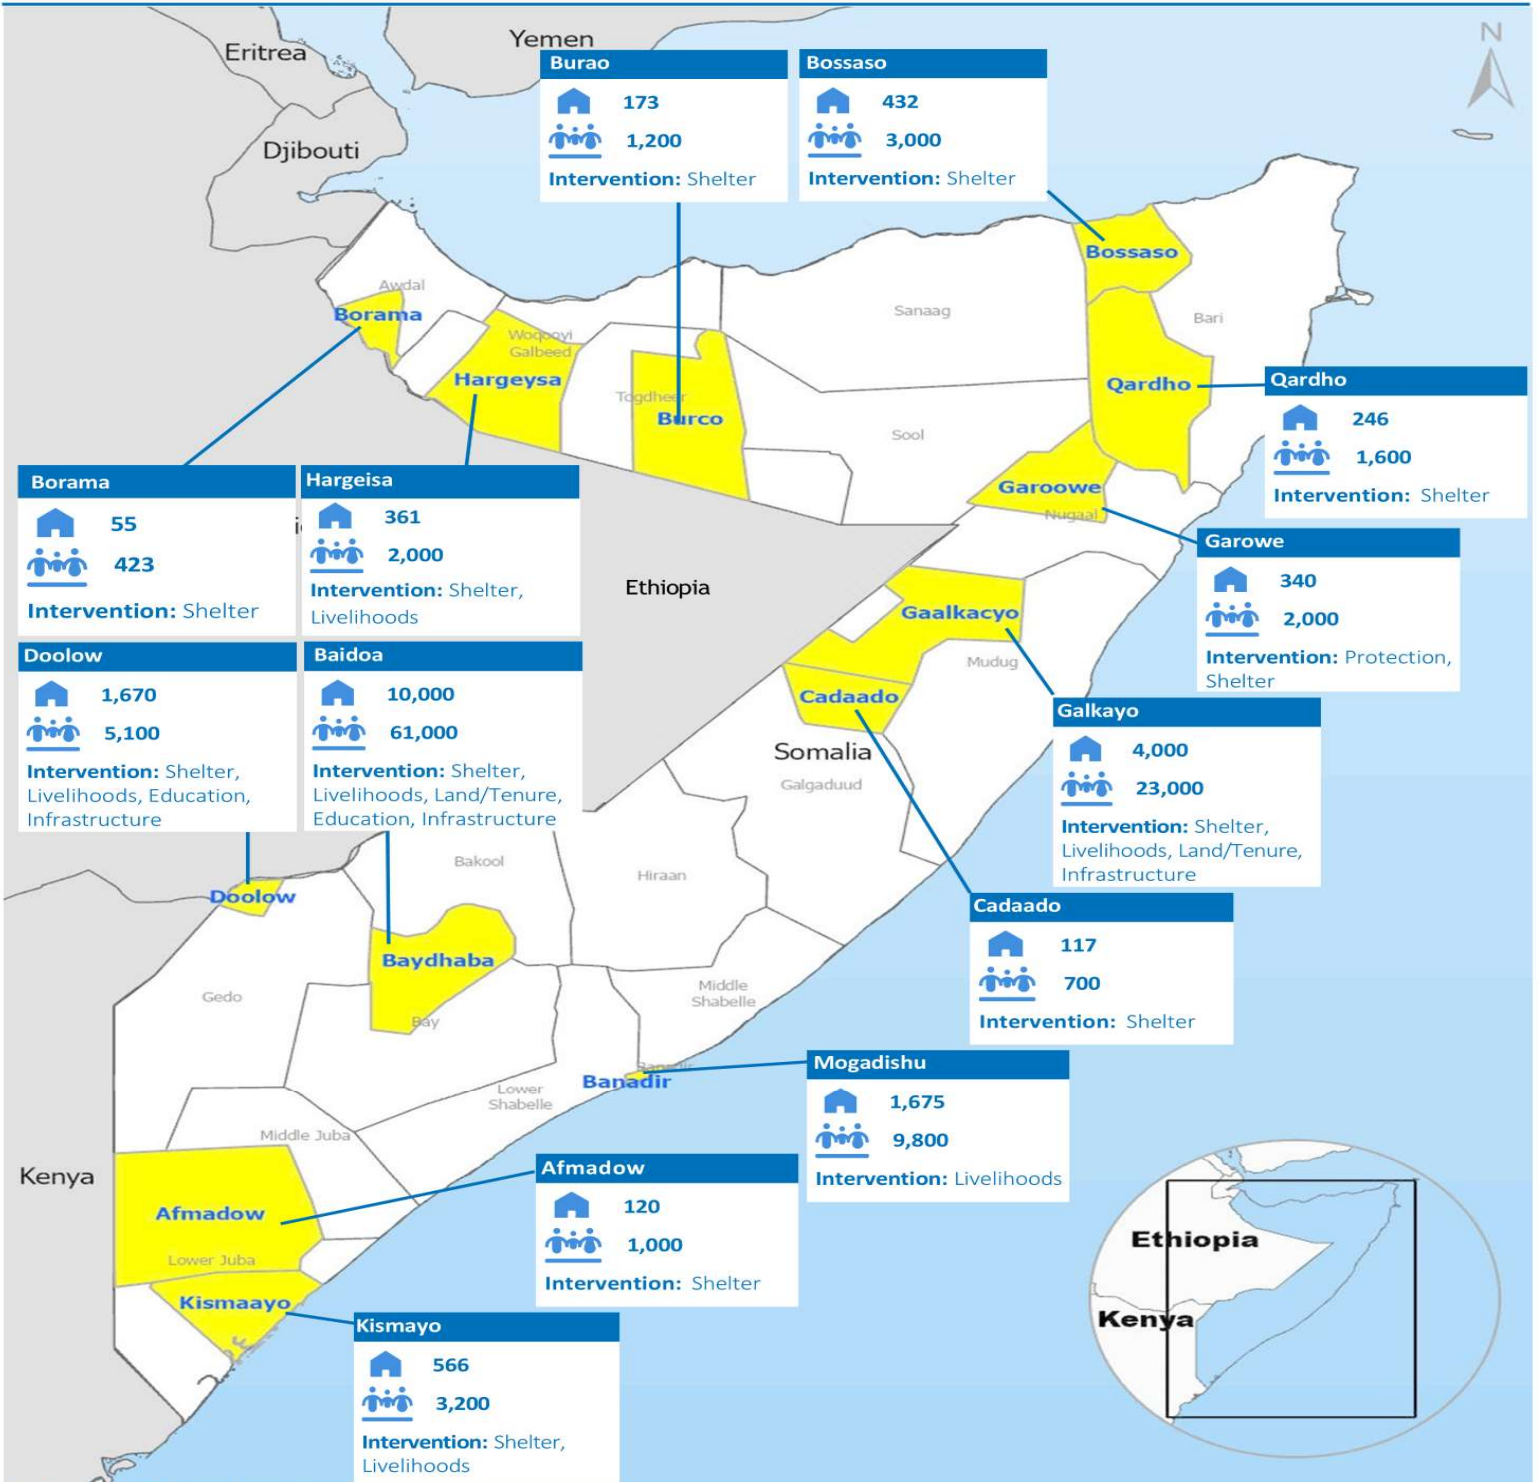 Eritrea
Yemen
N
Djibouti
Burao
173
1,200
Intervention: Shelter
Bossaso
432
3,000
Intervention: Shelter
Bossaso
Awdal
Borama
Woqooyi
Galbeed
Hargeysa
Togdheer
Burco
Sanaag
Bari
Sool
Qardho
Qardho
246
1,600
Intervention: Shelter
Garoowe
Nugaal
Borama
55
423
Intervention: Shelter
Hargeisa
361
2,000
Intervention: Shelter,
Livelihoods
Ethiopia
Garowe
340
2,000
Intervention: Protection,
Shelter
Gaalkacyo
Mudug
Cadaado
Doolow
1,670
5,100
Intervention: Shelter,
Livelihoods, Education,
Infrastructure
Baidoa
10,000
61,000
Intervention: Shelter,
Livelihoods, Land/Tenure,
Education, Infrastructure
Somalia
Galgaduud
Galkayo
4,000
23,000
Intervention: Shelter,
Livelihoods, Land/Tenure,
Infrastructure
Bakool
Hiraan
Doolow
Baydhaba
Gedo
Bay
Middle
Shabelle
Cadaado
117
700
Intervention: Shelter
Banadir
Banadir
Lower
Shabelle
Mogadishu
1,675
9,800
Intervention: Livelihoods
Middle Juba
Kenya
Afmadow
Lower Juba
Afmadow
120
1,000
Intervention: Shelter
Kismaayo
Kismayo
566
3,200
Intervention: Shelter,
Livelihoods
Ethiopia
Kenya